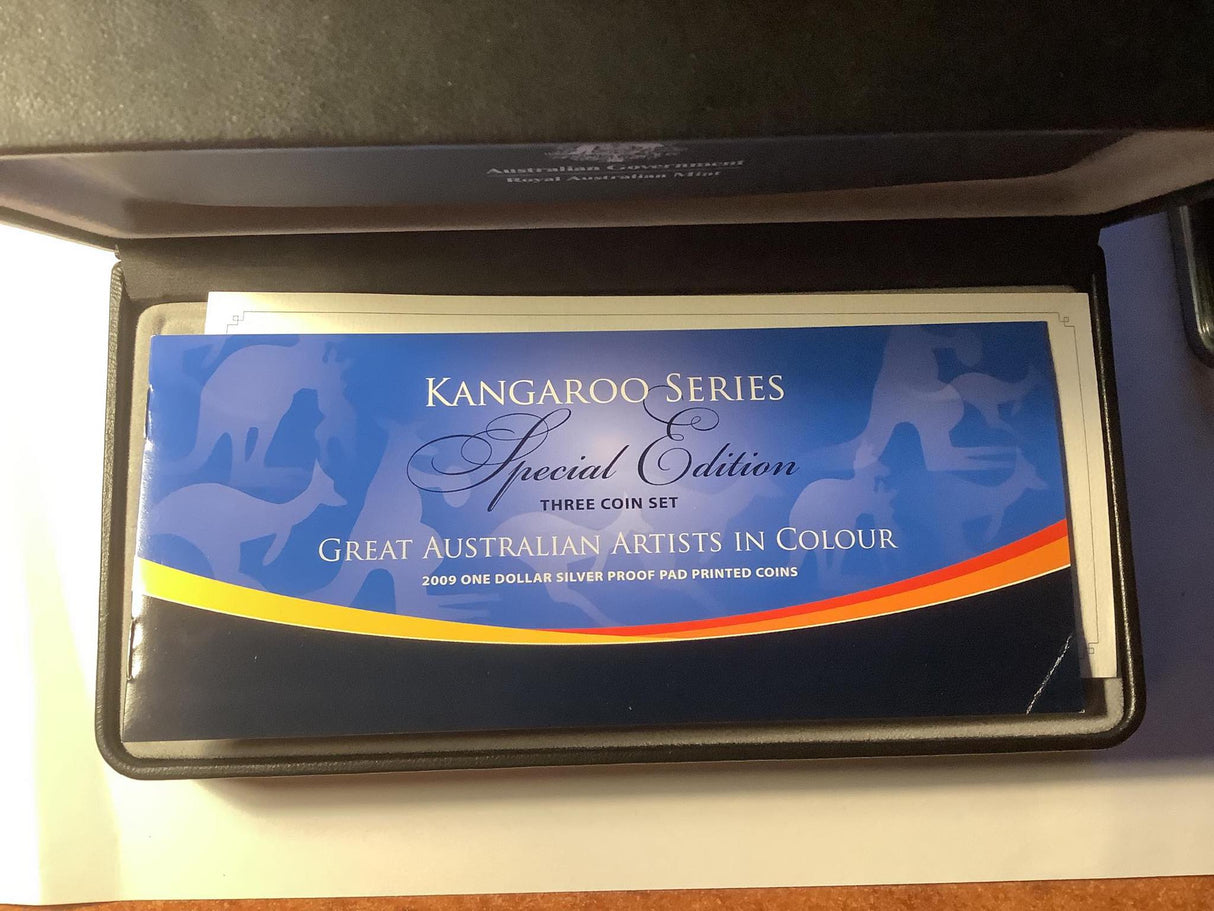 Australian Government
Royal Australian Mint
KANGAROO SERIES
Special Edition
THREE COIN SET
GREAT AUSTRALIAN ARTISTS IN COLOUR
2009 ONE DOLLAR SILVER PROOF PAD PRINTED COINS